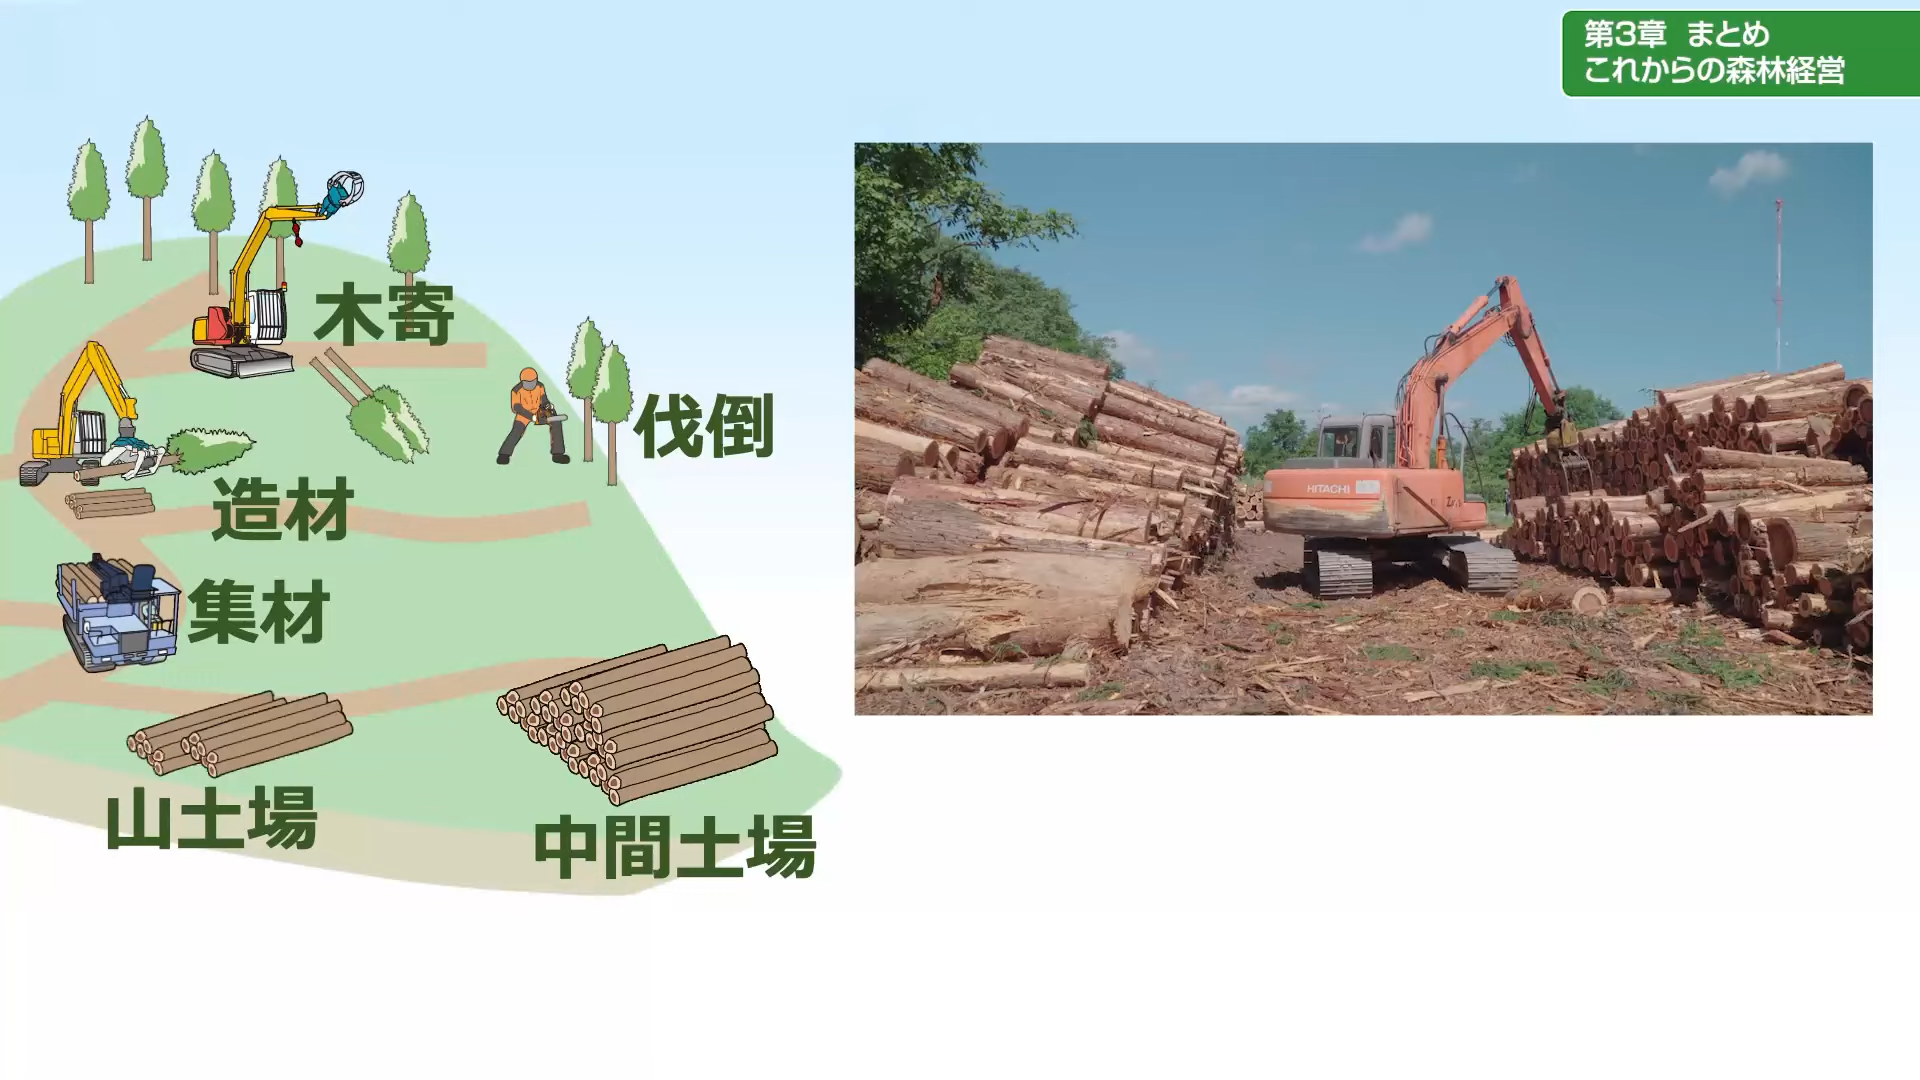 第3章 まとめ
これからの森林経営
木寄
伐倒
造材
集材
山土場
中間土場
HITACHI